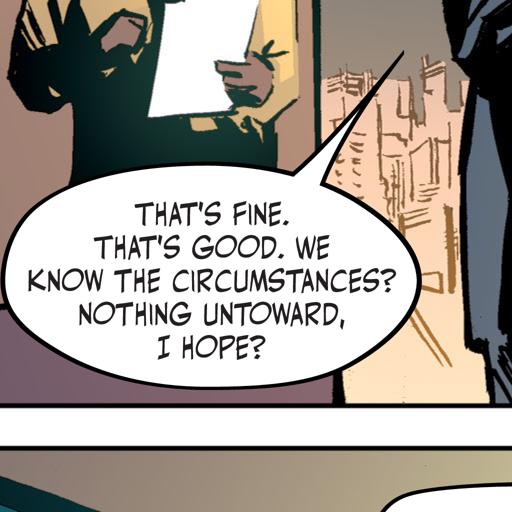 THAT'S FINE.
THAT'S GOOD. WE
KNOW THE CIRCUMSTANCES?
NOTHING UNTOWARD,
I HOPE?